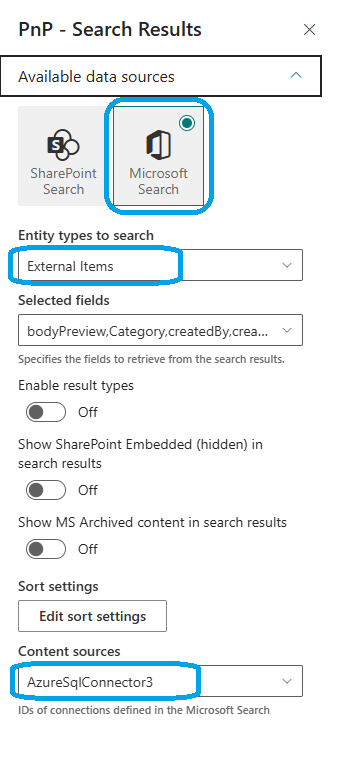 PnP - Search Results
Available data sources
SharePoint
Search
Microsoft
Search
Entity types to search
External Items
Selected fields
bodyPreview,Category,createdBy,crea...
Specifies the fields to retrieve from the search results.
Enable result types
Off
Show SharePoint Embedded (hidden) in
search results
Off
Show MS Archived content in search results
Off
Sort settings
Edit sort settings
Content sources
AzureSqlConnector3
IDs of connections defined in the Microsoft Search